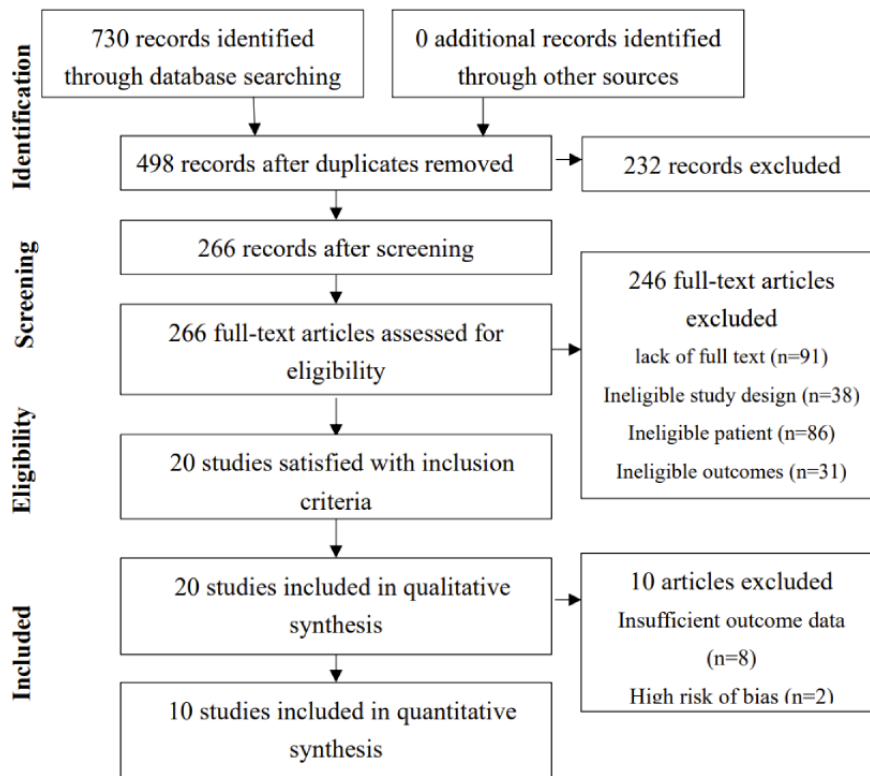 730 records identified
through database searching
0 additional records identified
through other sources
Identification
498 records after duplicates removed
232 records excluded
266 records after screening
Screening
266 full-text articles assessed for
eligibility
246 full-text articles
excluded
lack of full text (n=91)
Ineligible study design (n=38)
Ineligible patient (n=86)
Ineligible outcomes (n=31)
Eligibility
20 studies satisfied with inclusion
criteria
20 studies included in qualitative
synthesis
10 articles excluded
Insufficient outcome data
(n=8)
High risk of bias (n=2)
Included
10 studies included in quantitative
synthesis